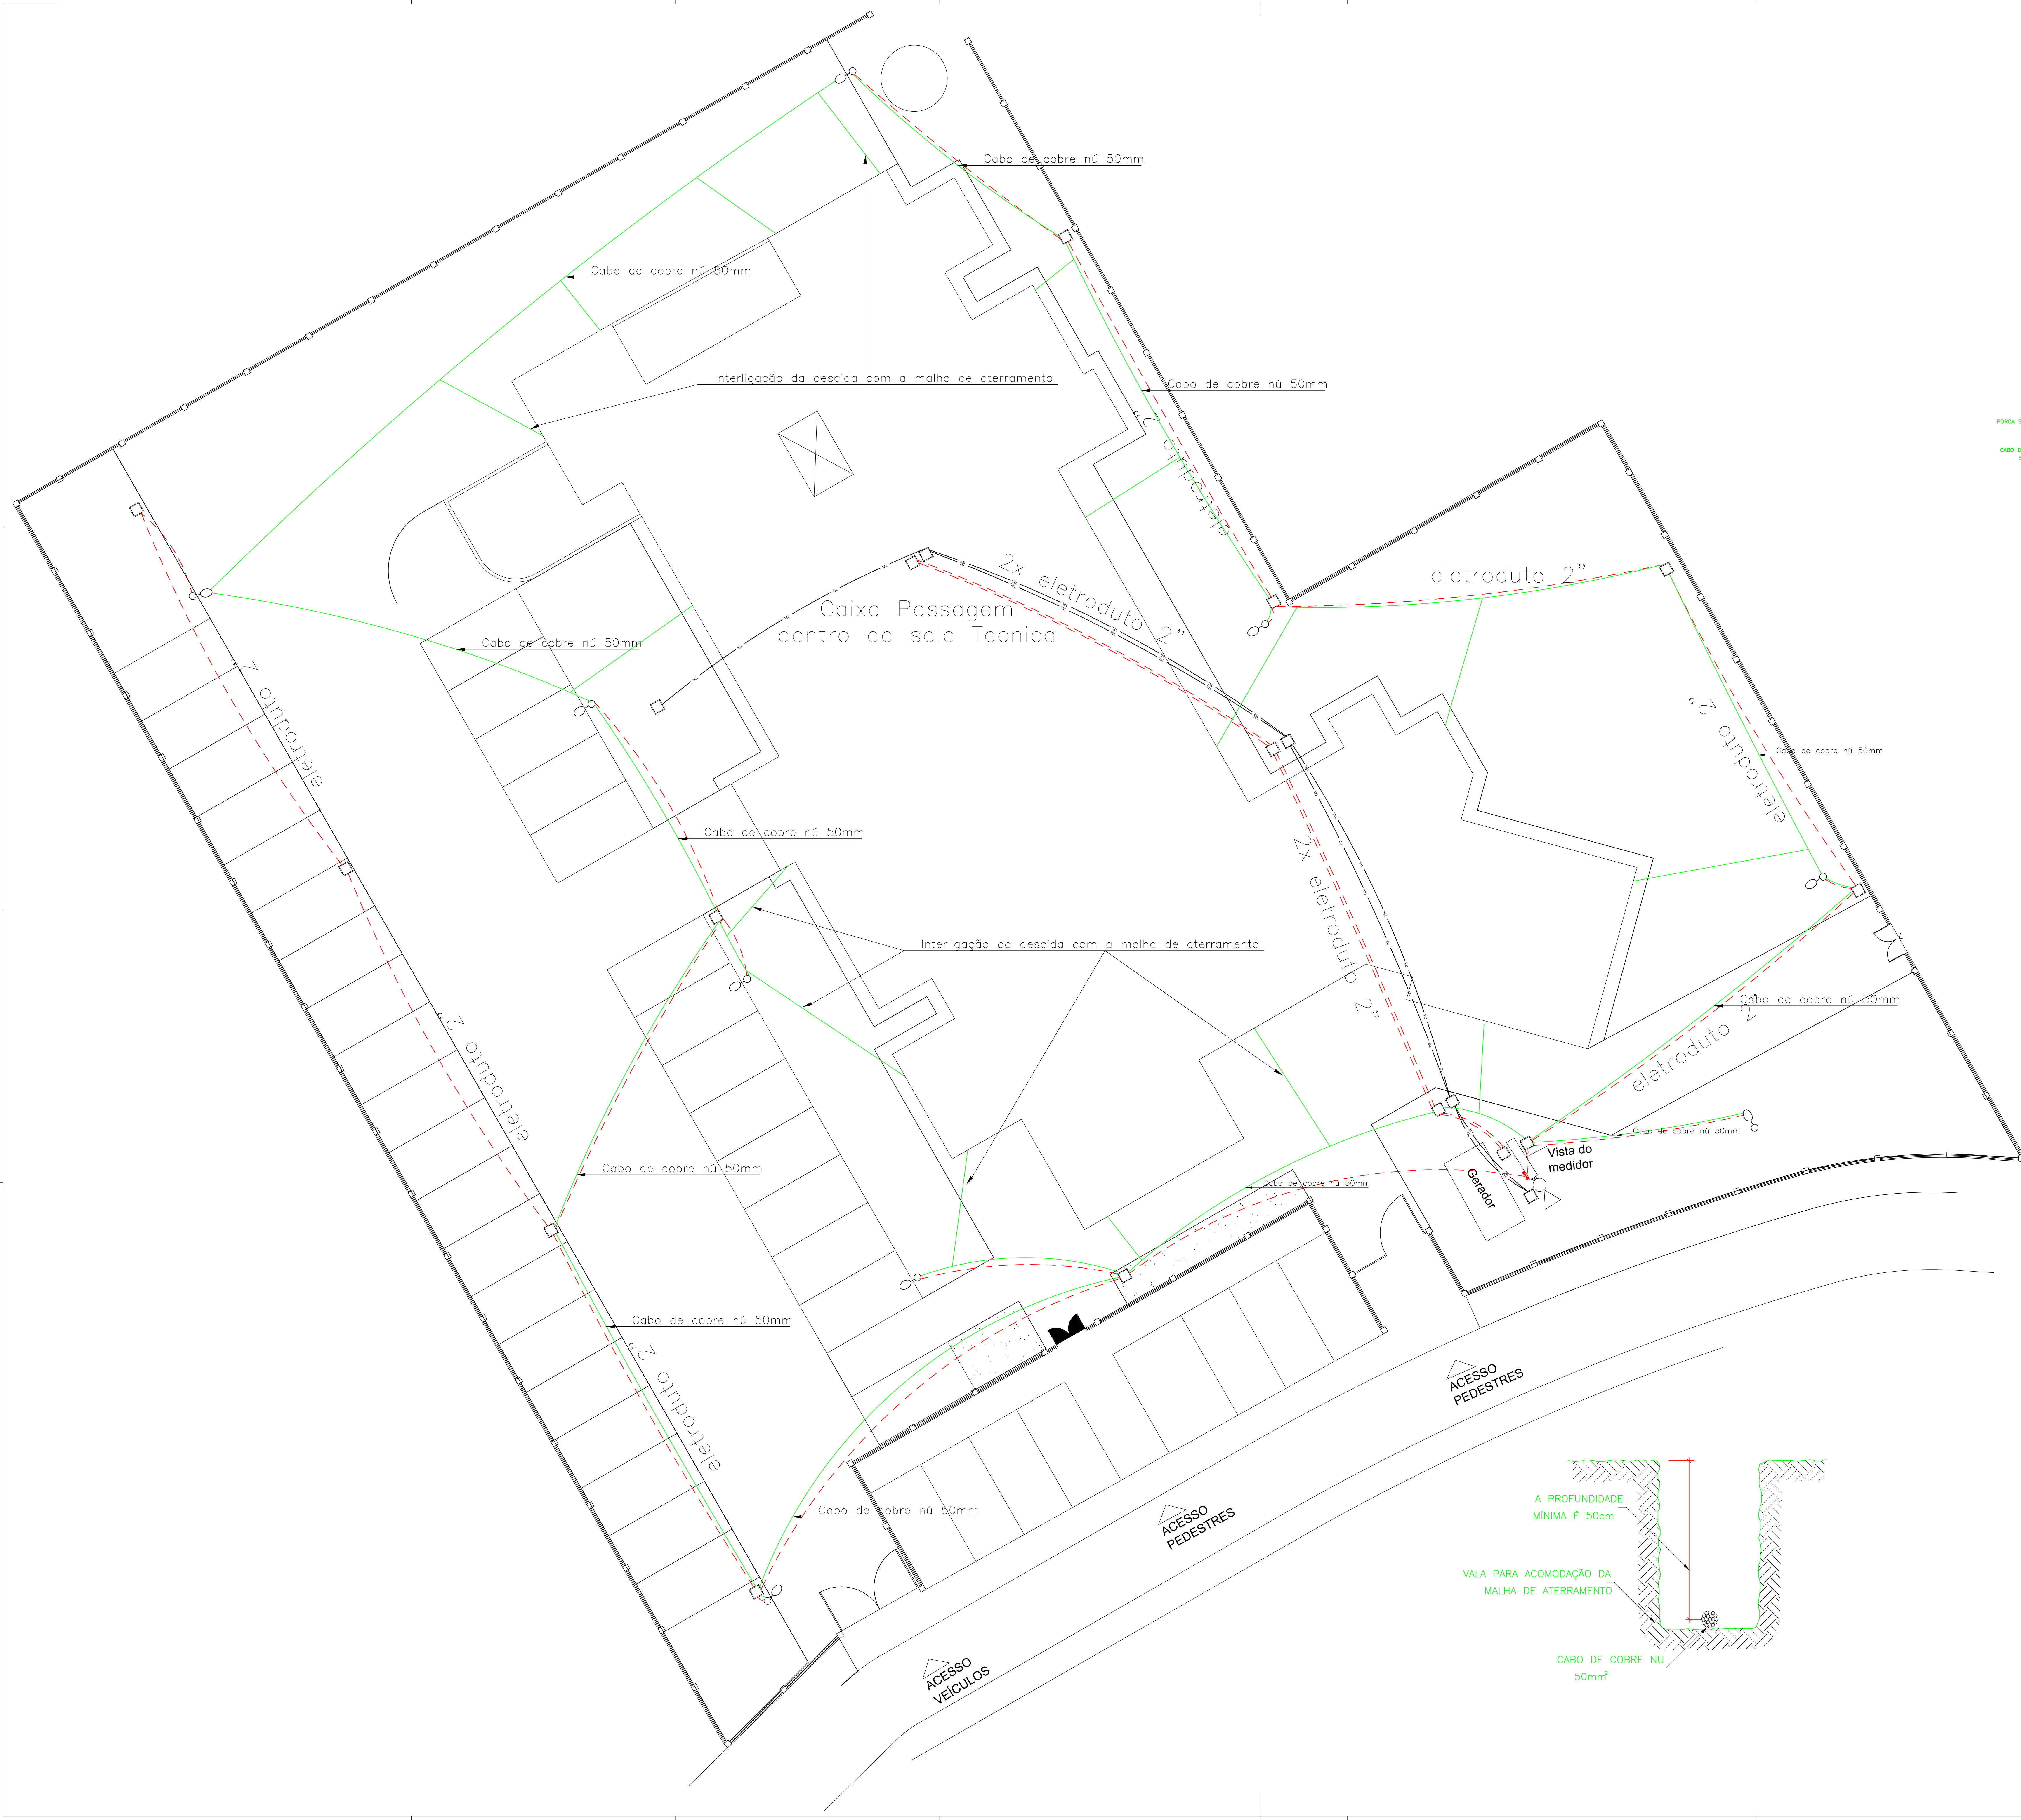 Cabo de cobre nú 50mm
Cabo de cobre nú 50mm
Interligação da descida com a malha de aterramento
Cabo de cobre nú 50mm
eletroduto 2"
PORCA S
CABO D
2x eletroduto 2"
eletroduto 2"
Caixa Passagem
dentro da sala Tecnica
Cabo de cobre nú 50mm
eletroduto 2"
eletroduto 2"
Cabo de cobre nú 50mm
Cabo de cobre nú 50mm
2x eletroduto 2"
Interligação da descida com a malha de aterramento
Cabo de cobre nú 50mm
eletroduto 2"
eletroduto 2"
Cabo de cobre nú 50mm
Vista do
medidor
Gerador
Cabo de cobre nú 50mm
Cabo de cobre nú 50mm
Cabo de cobre nú 50mm
eletroduto 2"
ACESSO
PEDESTRES
Cabo de cobre nú 50mm
ACESSO
PEDESTRES
A PROFUNDIDADE
MÍNIMA É 50cm
VALA PARA ACOMODAÇÃO DA
MALHA DE ATERRAMENTO
CABO DE COBRE NU
50mm²
ACESSO
VEÍCULOS